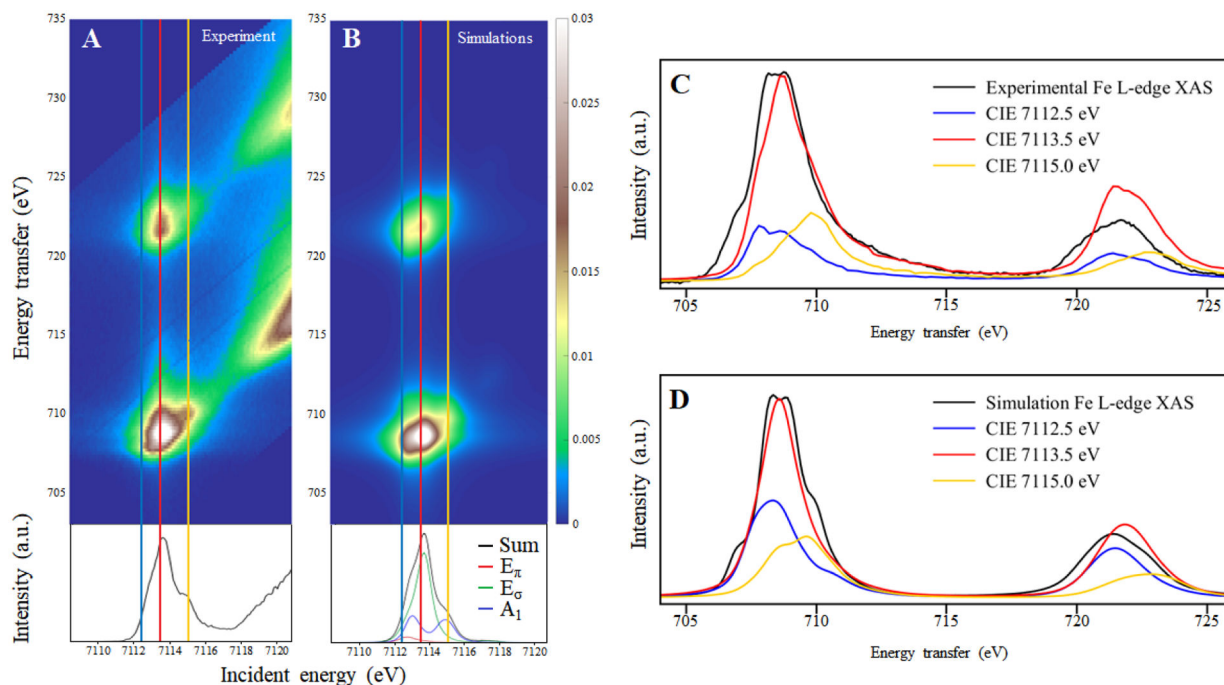 A
Experiment
735
730
725
720
715
710
705
Energy transfer (eV)
B
Simulations
735
730
725
720
715
710
705
0.03
0.025
0.02
0.015
0.01
0.005
0
Intensity (a.u.)
7110 7112 7114 7116 7118 7120
Sum
Eπ
Eσ
A1
7110 7112 7114 7116 7118 7120
Incident energy (eV)
C
Experimental Fe L-edge XAS
CIE 7112.5 eV
CIE 7113.5 eV
CIE 7115.0 eV
Intensity (a.u.)
705 710 715 720 725
Energy transfer (eV)
D
Simulation Fe L-edge XAS
CIE 7112.5 eV
CIE 7113.5 eV
CIE 7115.0 eV
Intensity (a.u.)
705 710 715 720 725
Energy transfer (eV)